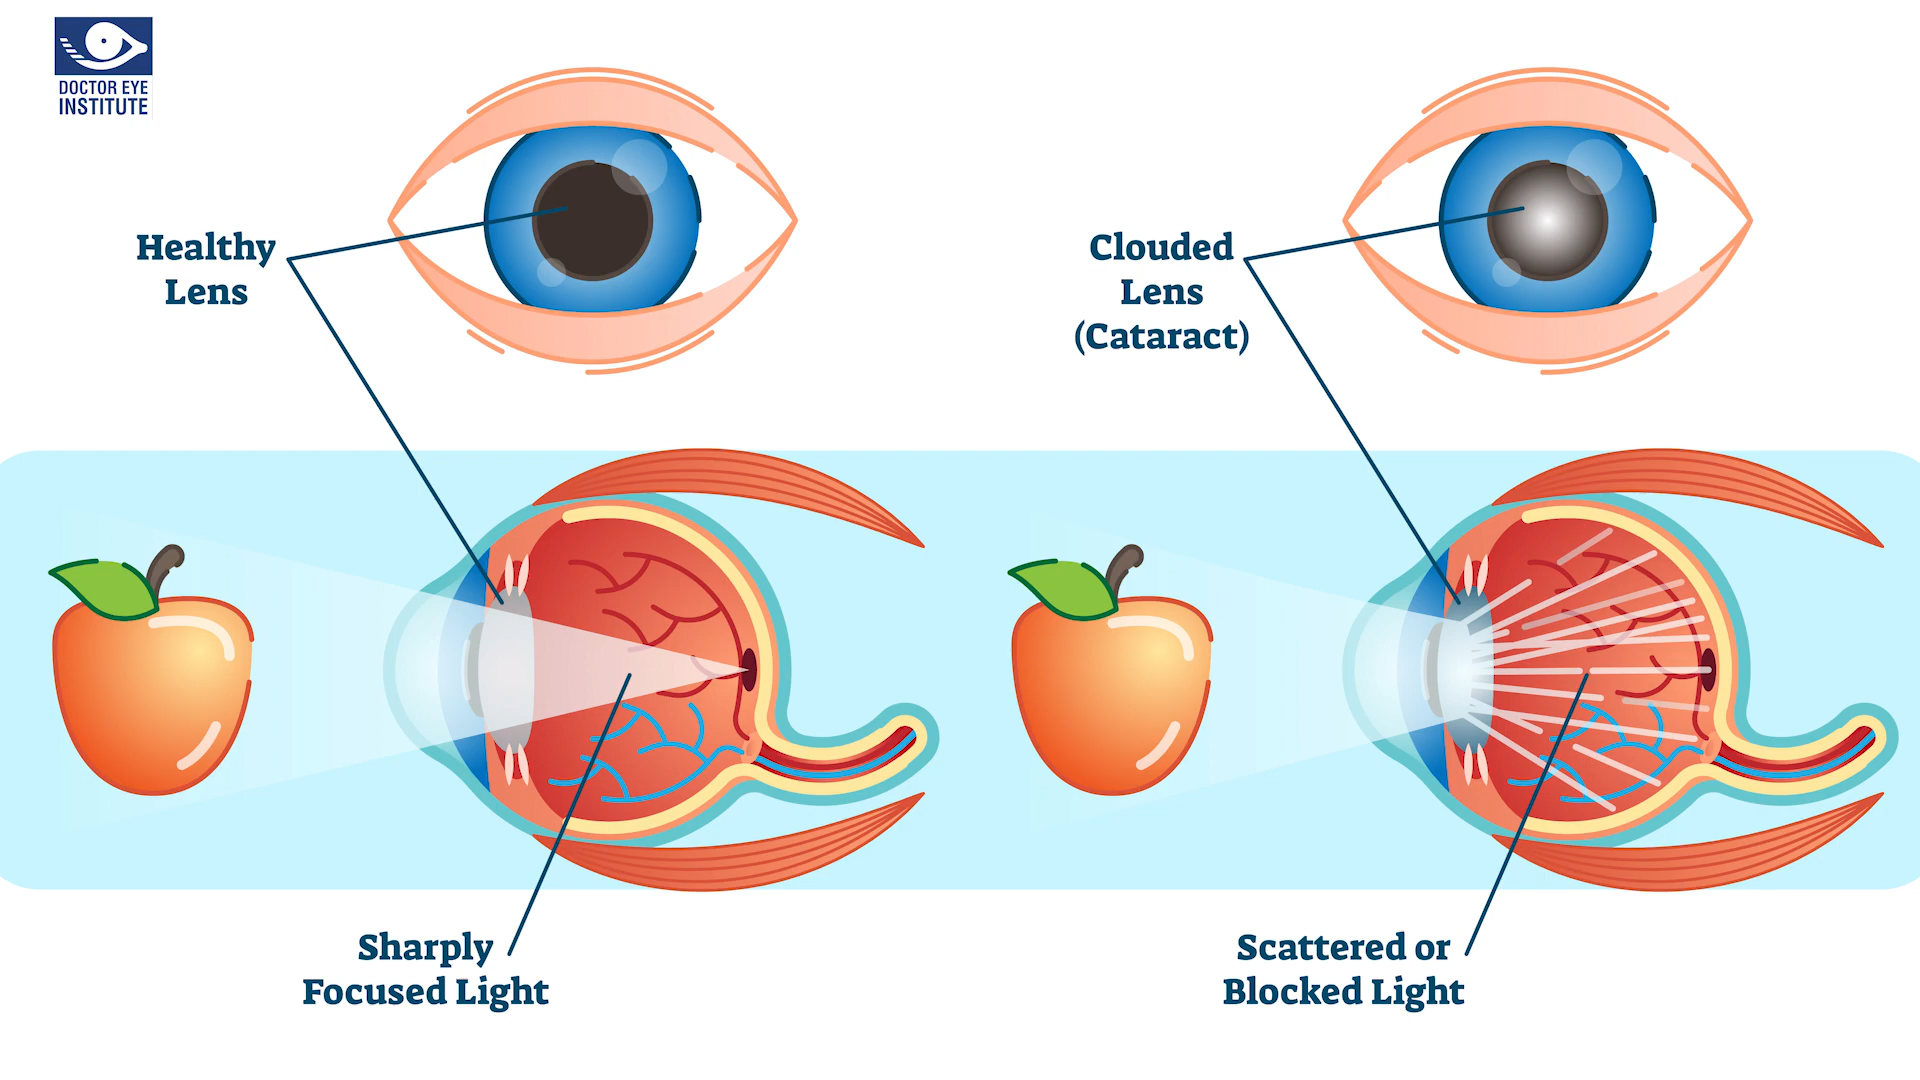 DOCTOR EYE
INSTITUTE
Healthy
Lens
Clouded
Lens
(Cataract)
Sharply
Focused Light
Scattered or
Blocked Light